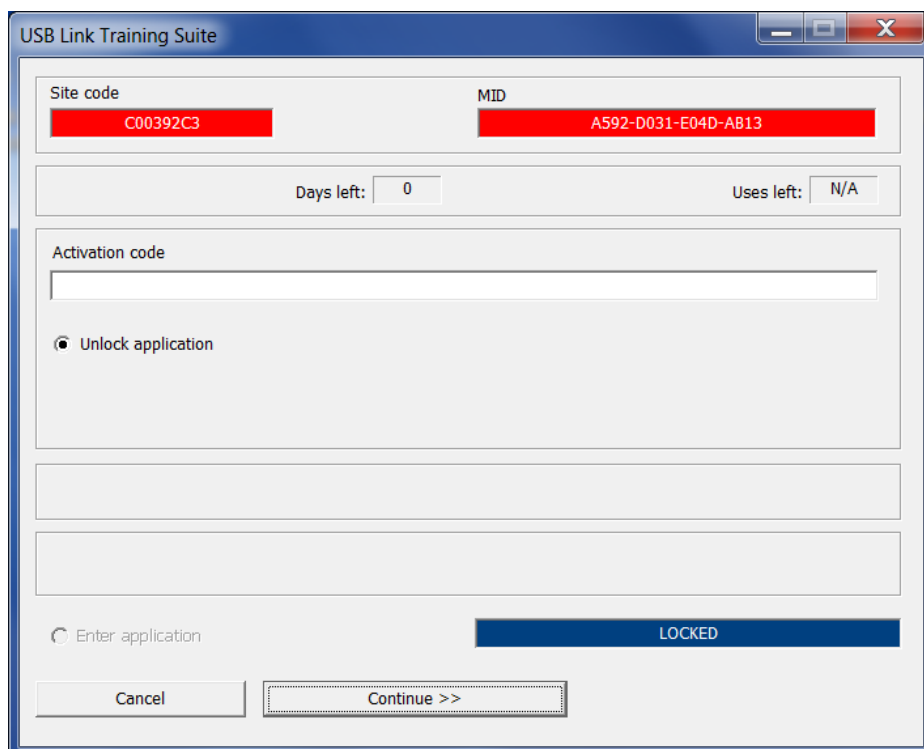 USB Link Training Suite
Site code
MID
C00392C3
A592-D031-E04D-AB13
Days left: 0
Uses left: N/A
Activation code
Unlock application
Enter application
LOCKED
Cancel
Continue >>